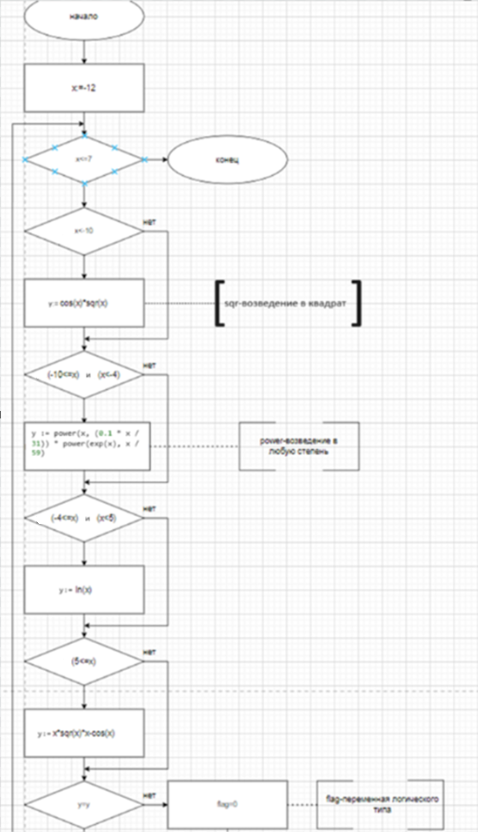 начало
x:=-12
x<=7
конец
x<-10
нет
y:= cos(x)*sqr(x)
sqr-возведение в квадрат
(-10<=x) и (x<-4)
нет
y := power(x, (0.1 * x /
31)) * power(exp(x), x /
59)
power-возведение в
любую степень
(-4<=x) и (x<5)
нет
y := ln(x)
(5<=x)
нет
y:=x*sqr(x)*x-cos(x)
y=y
нет
flag=0
flag-переменная логического
типа